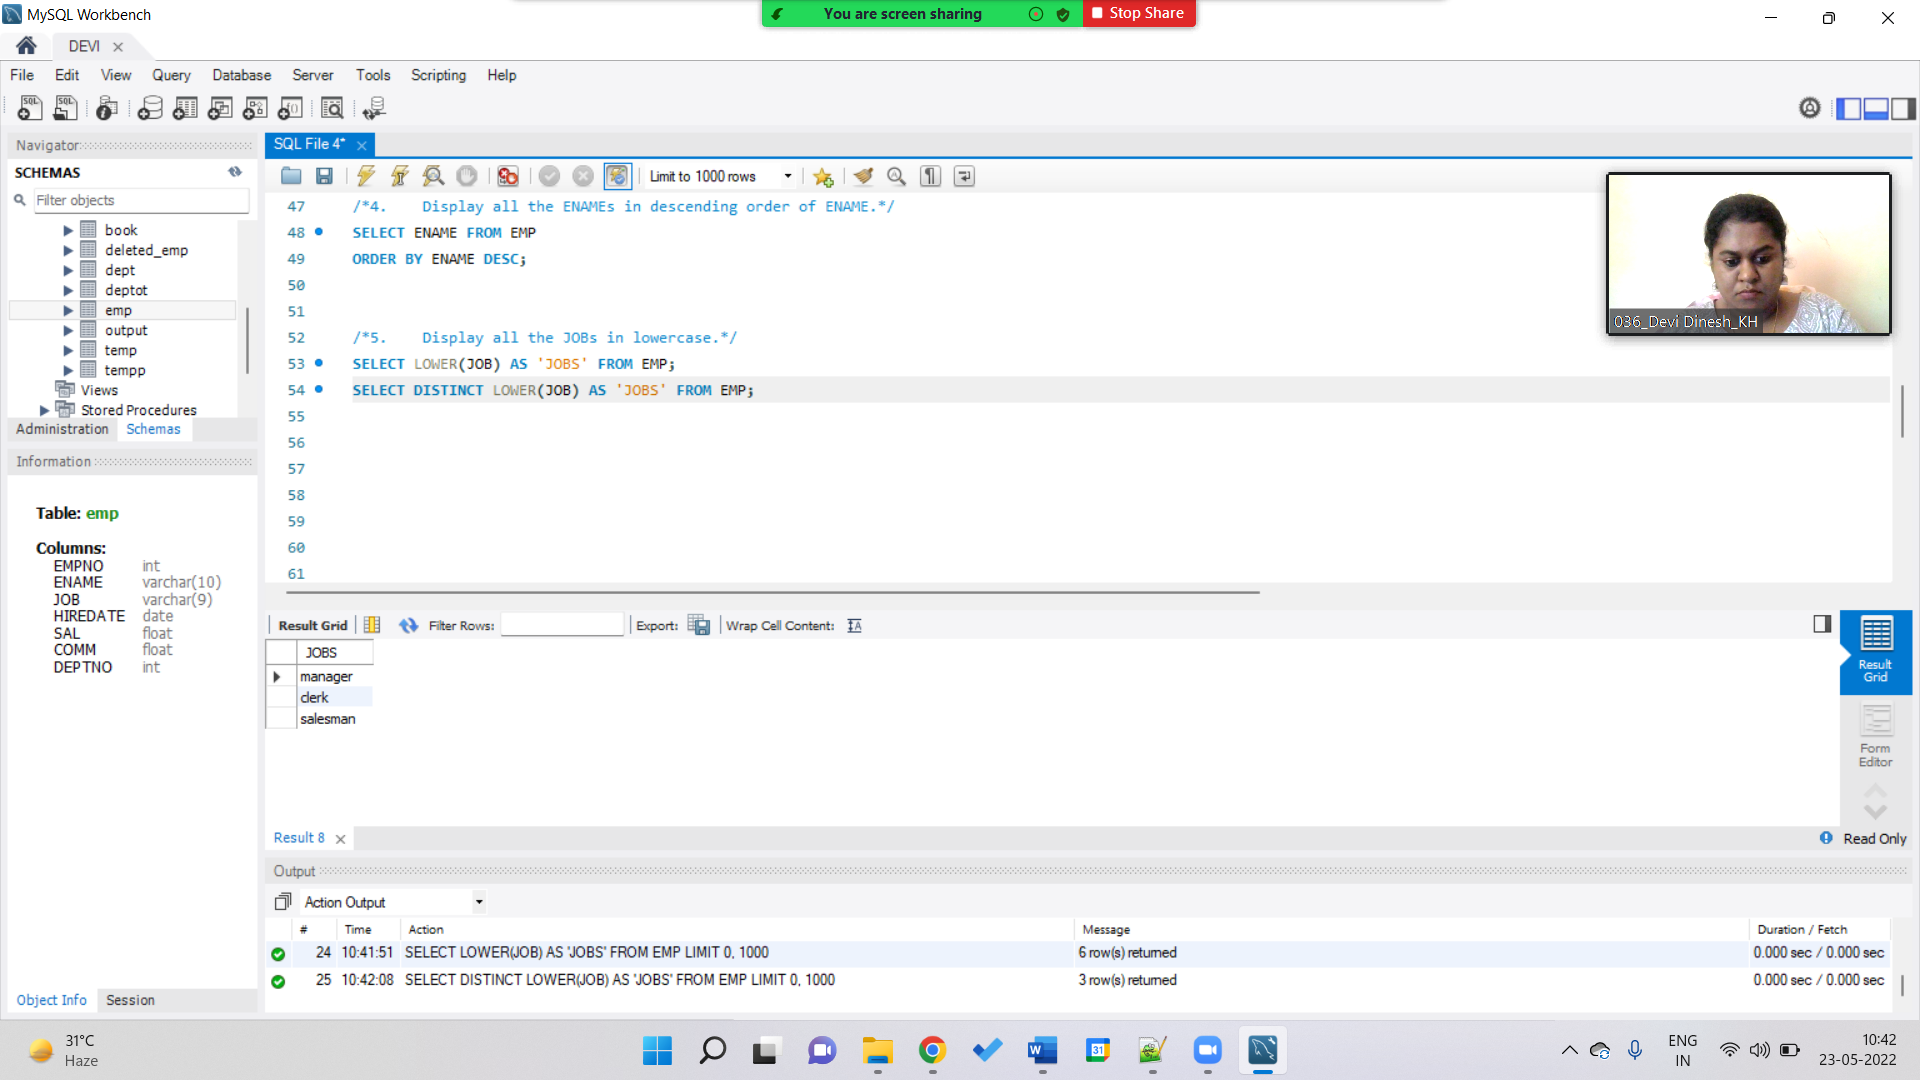 MySQL Workbench
You are screen sharing
Stop Share
DEVI
File Edit View Query Database Server Tools Scripting Help
Navigator
SQL File 4*
SCHEMAS
Filter objects
Limit to 1000 rows
book
deleted_emp
dept
deptot
emp
output
temp
tempp
Views
Stored Procedures
Administration Schemas
Information
Table: emp
Columns:
EMPNO int
ENAME varchar(10)
JOB varchar(9)
HIREDATE date
SAL float
COMM float
DEPTNO int
Object Info Session
47 /*4. Display all the ENAMEs in descending order of ENAME.*/
48 SELECT ENAME FROM EMP
49 ORDER BY ENAME DESC;
50
51
52 /*5. Display all the JOBs in lowercase.*/
53 SELECT LOWER(JOB) AS 'JOBS' FROM EMP;
54 SELECT DISTINCT LOWER(JOB) AS 'JOBS' FROM EMP;
55
56
57
58
59
60
61
036_Devi Dinesh_KH
Result Grid Filter Rows: Export: Wrap Cell Content:
JOBS
manager
clerk
salesman
Result
Grid
Form
Editor
Result 8
Read Only
Output
Action Output
# Time Action Message Duration / Fetch
24 10:41:51 SELECT LOWER(JOB) AS 'JOBS' FROM EMP LIMIT 0, 1000 6 row(s) returned 0.000 sec / 0.000 sec
25 10:42:08 SELECT DISTINCT LOWER(JOB) AS 'JOBS' FROM EMP LIMIT 0, 1000 3 row(s) returned 0.000 sec / 0.000 sec
31°C
Haze
ENG
IN
10:42
23-05-2022